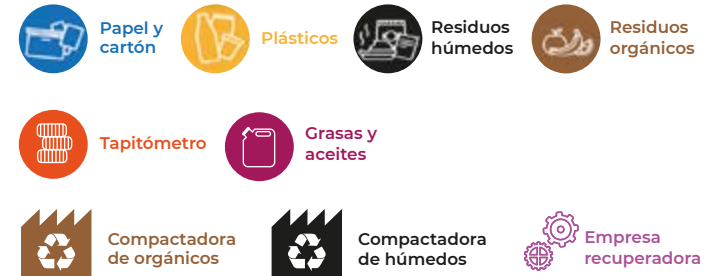 Papel y
cartón
Plásticos
Residuos
húmedos
Residuos
orgánicos
Tapitómetro
Grasas y
aceites
Compactadora
de orgánicos
Compactadora
de húmedos
Empresa
recuperadora